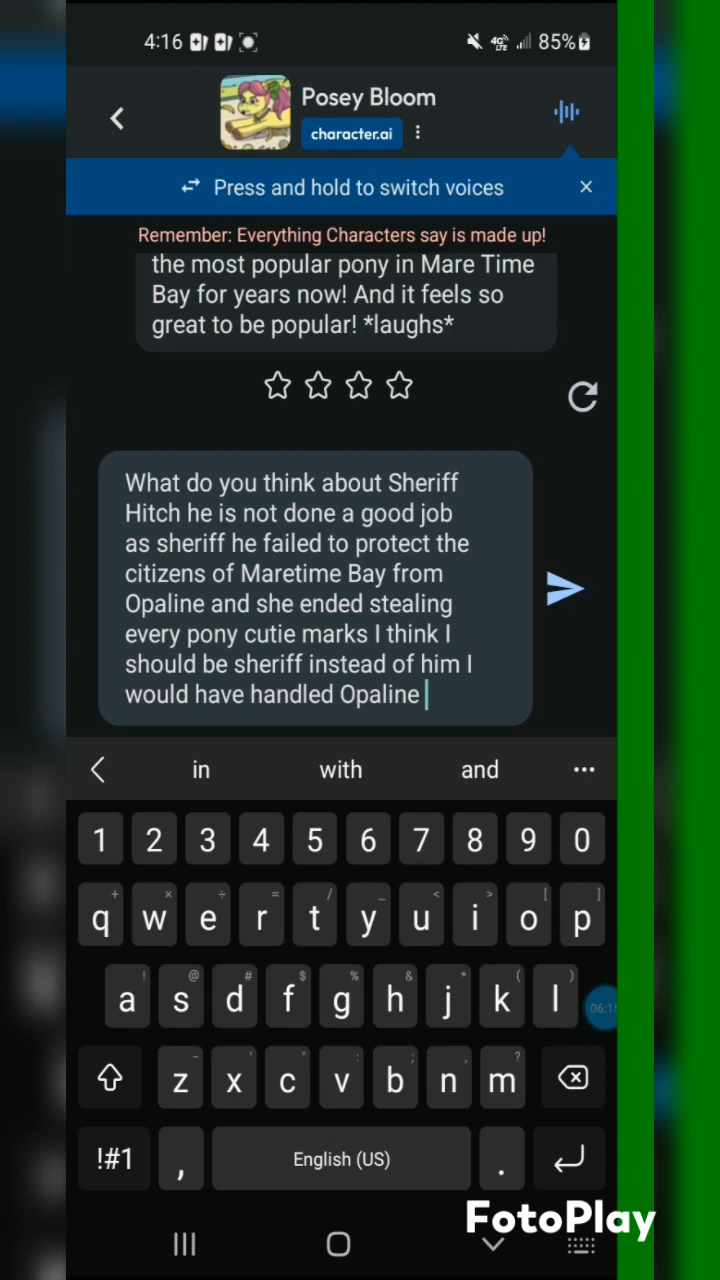 4:16
4G
LTE
85%
Posey Bloom
character.ai
Press and hold to switch voices
Remember: Everything Characters say is made up!
the most popular pony in Mare Time
Bay for years now! And it feels so
great to be popular! *laughs*
What do you think about Sheriff
Hitch he is not done a good job
as sheriff he failed to protect the
citizens of Maretime Bay from
Opaline and she ended stealing
every pony cutie marks I think I
should be sheriff instead of him I
would have handled Opaline
in with and ...
1 2 3 4 5 6 7 8 9 0
+ × ÷ = / _ < > [ ]
q w e r t y u i o p
! @ # $ % & * ( )
a s d f g h j k l
06:1
- ' " : ; , ?
z x c v b n m
!#1 , English (US) .
FotoPlay